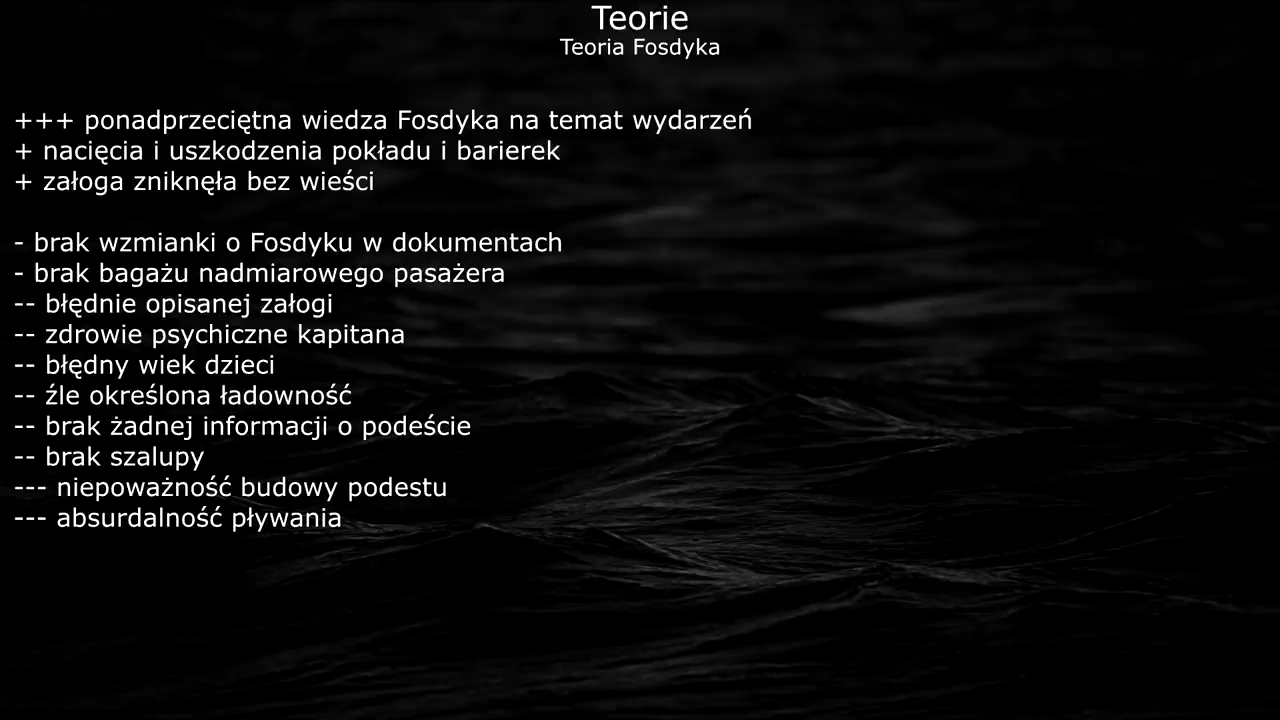 Teorie
Teoria Fosdyka
+++ ponadprzeciętna wiedza Fosdyka na temat wydarzeń
+ nacięcia i uszkodzenia pokładu i barierek
+ załoga zniknęła bez wieści
- brak wzmianki o Fosdyku w dokumentach
- brak bagażu nadmiarowego pasażera
-- błędnie opisanej załogi
-- zdrowie psychiczne kapitana
-- błędny wiek dzieci
-- źle określona ładowność
-- brak żadnej informacji o podeście
-- brak szalupy
--- niepoważność budowy podestu
--- absurdalność pływania